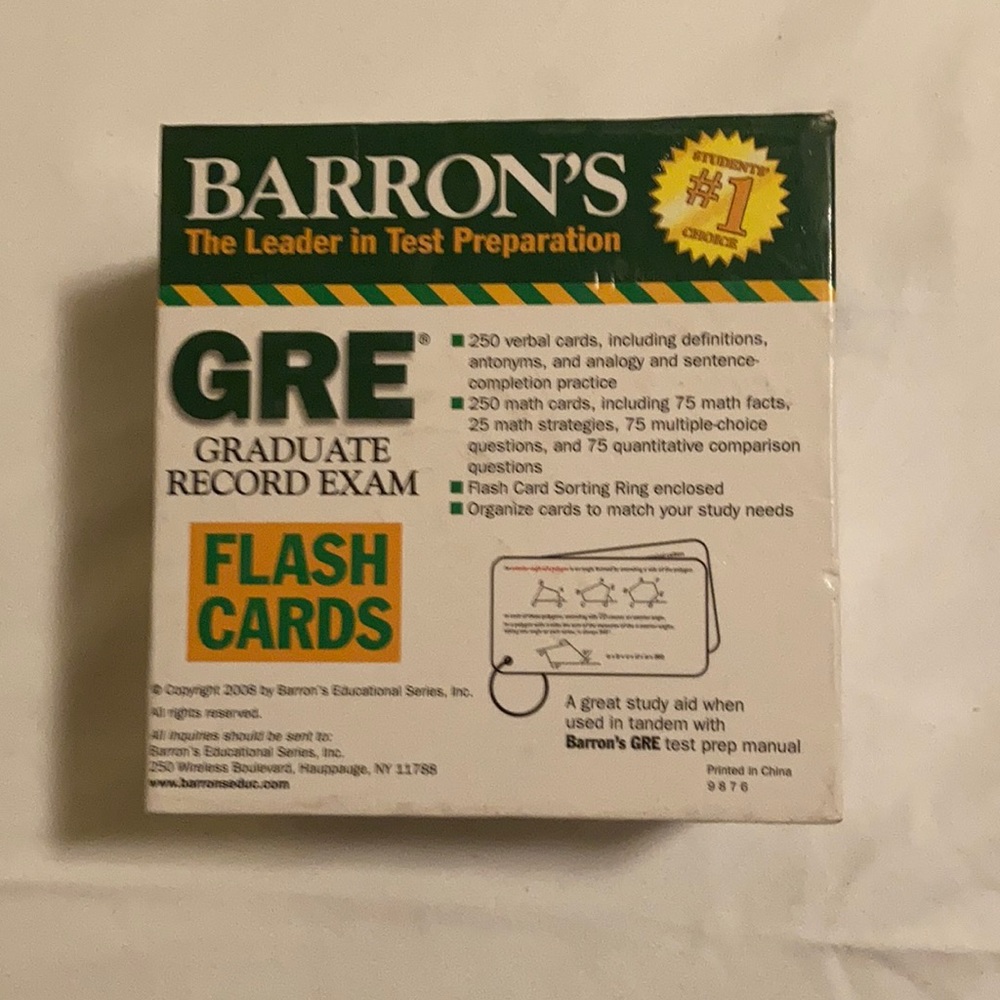 BARRON'S
The Leader in Test Preparation
STUDENTS'
#1
CHOICE
GRE®
GRADUATE
RECORD EXAM
FLASH
CARDS
■ 250 verbal cards, including definitions,
antonyms, and analogy and sentence-
completion practice
■ 250 math cards, including 75 math facts,
25 math strategies, 75 multiple-choice
questions, and 75 quantitative comparison
questions
■ Flash Card Sorting Ring enclosed
■ Organize cards to match your study needs
© Copyright 2008 by Barron's Educational Series, Inc.
All rights reserved.
All inquiries should be sent to:
Barron's Educational Series, Inc.
250 Wireless Boulevard, Hauppauge, NY 11788
www.barronseduc.com
A great study aid when
used in tandem with
Barron's GRE test prep manual
Printed in China
9 8 7 6